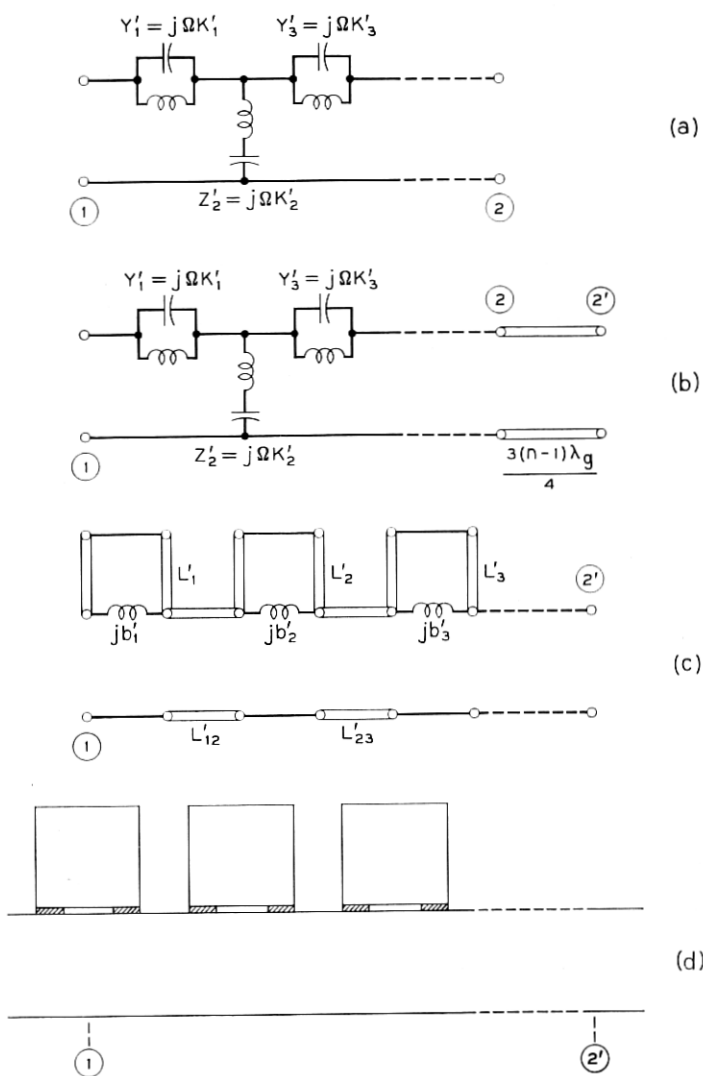 Y′₁ = jΩK′₁ Y′₃ = jΩK′₃
(a)
Z′₂ = jΩK′₂
1 2
Y′₁ = jΩK′₁ Y′₃ = jΩK′₃ 2 2′
(b)
Z′₂ = jΩK′₂
1
3(n-1)λg
4
L′₁ L′₂ L′₃ 2′
jb′₁ jb′₂ jb′₃
(c)
1 L′₁₂ L′₂₃
(d)
1 2′